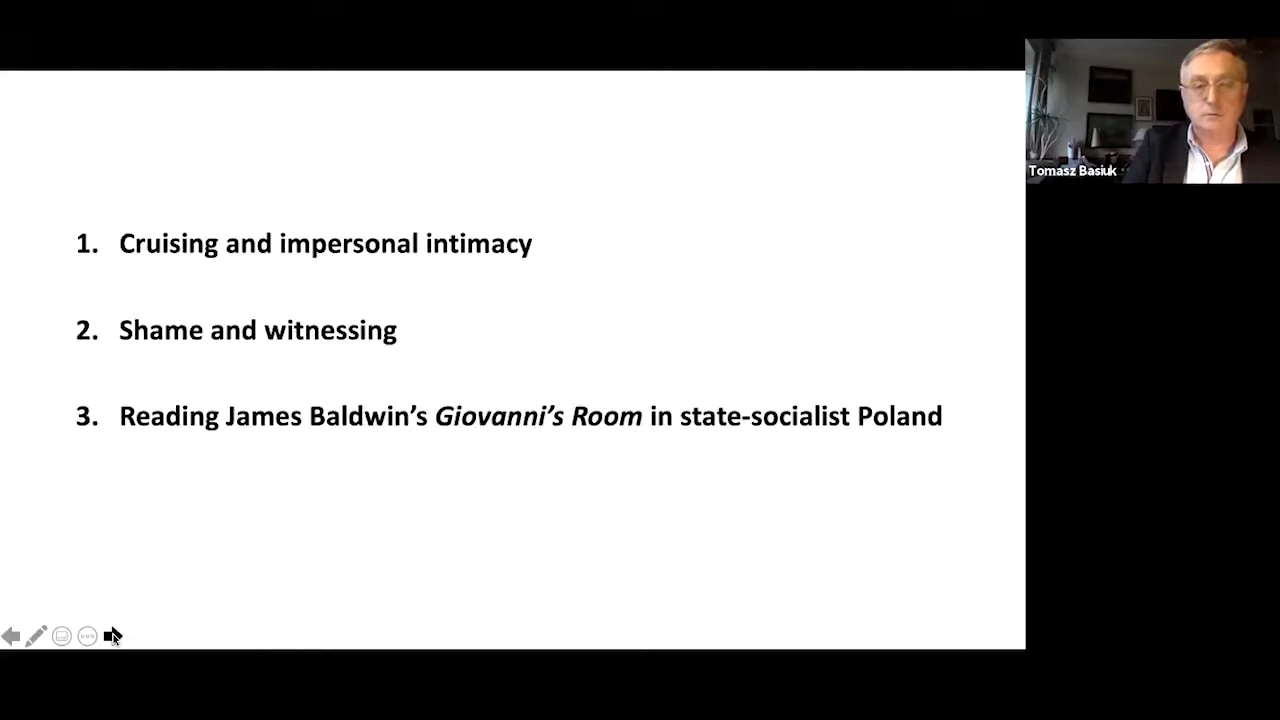 Tomasz Basiuk
1. Cruising and impersonal intimacy
2. Shame and witnessing
3. Reading James Baldwin’s Giovanni’s Room in state-socialist Poland